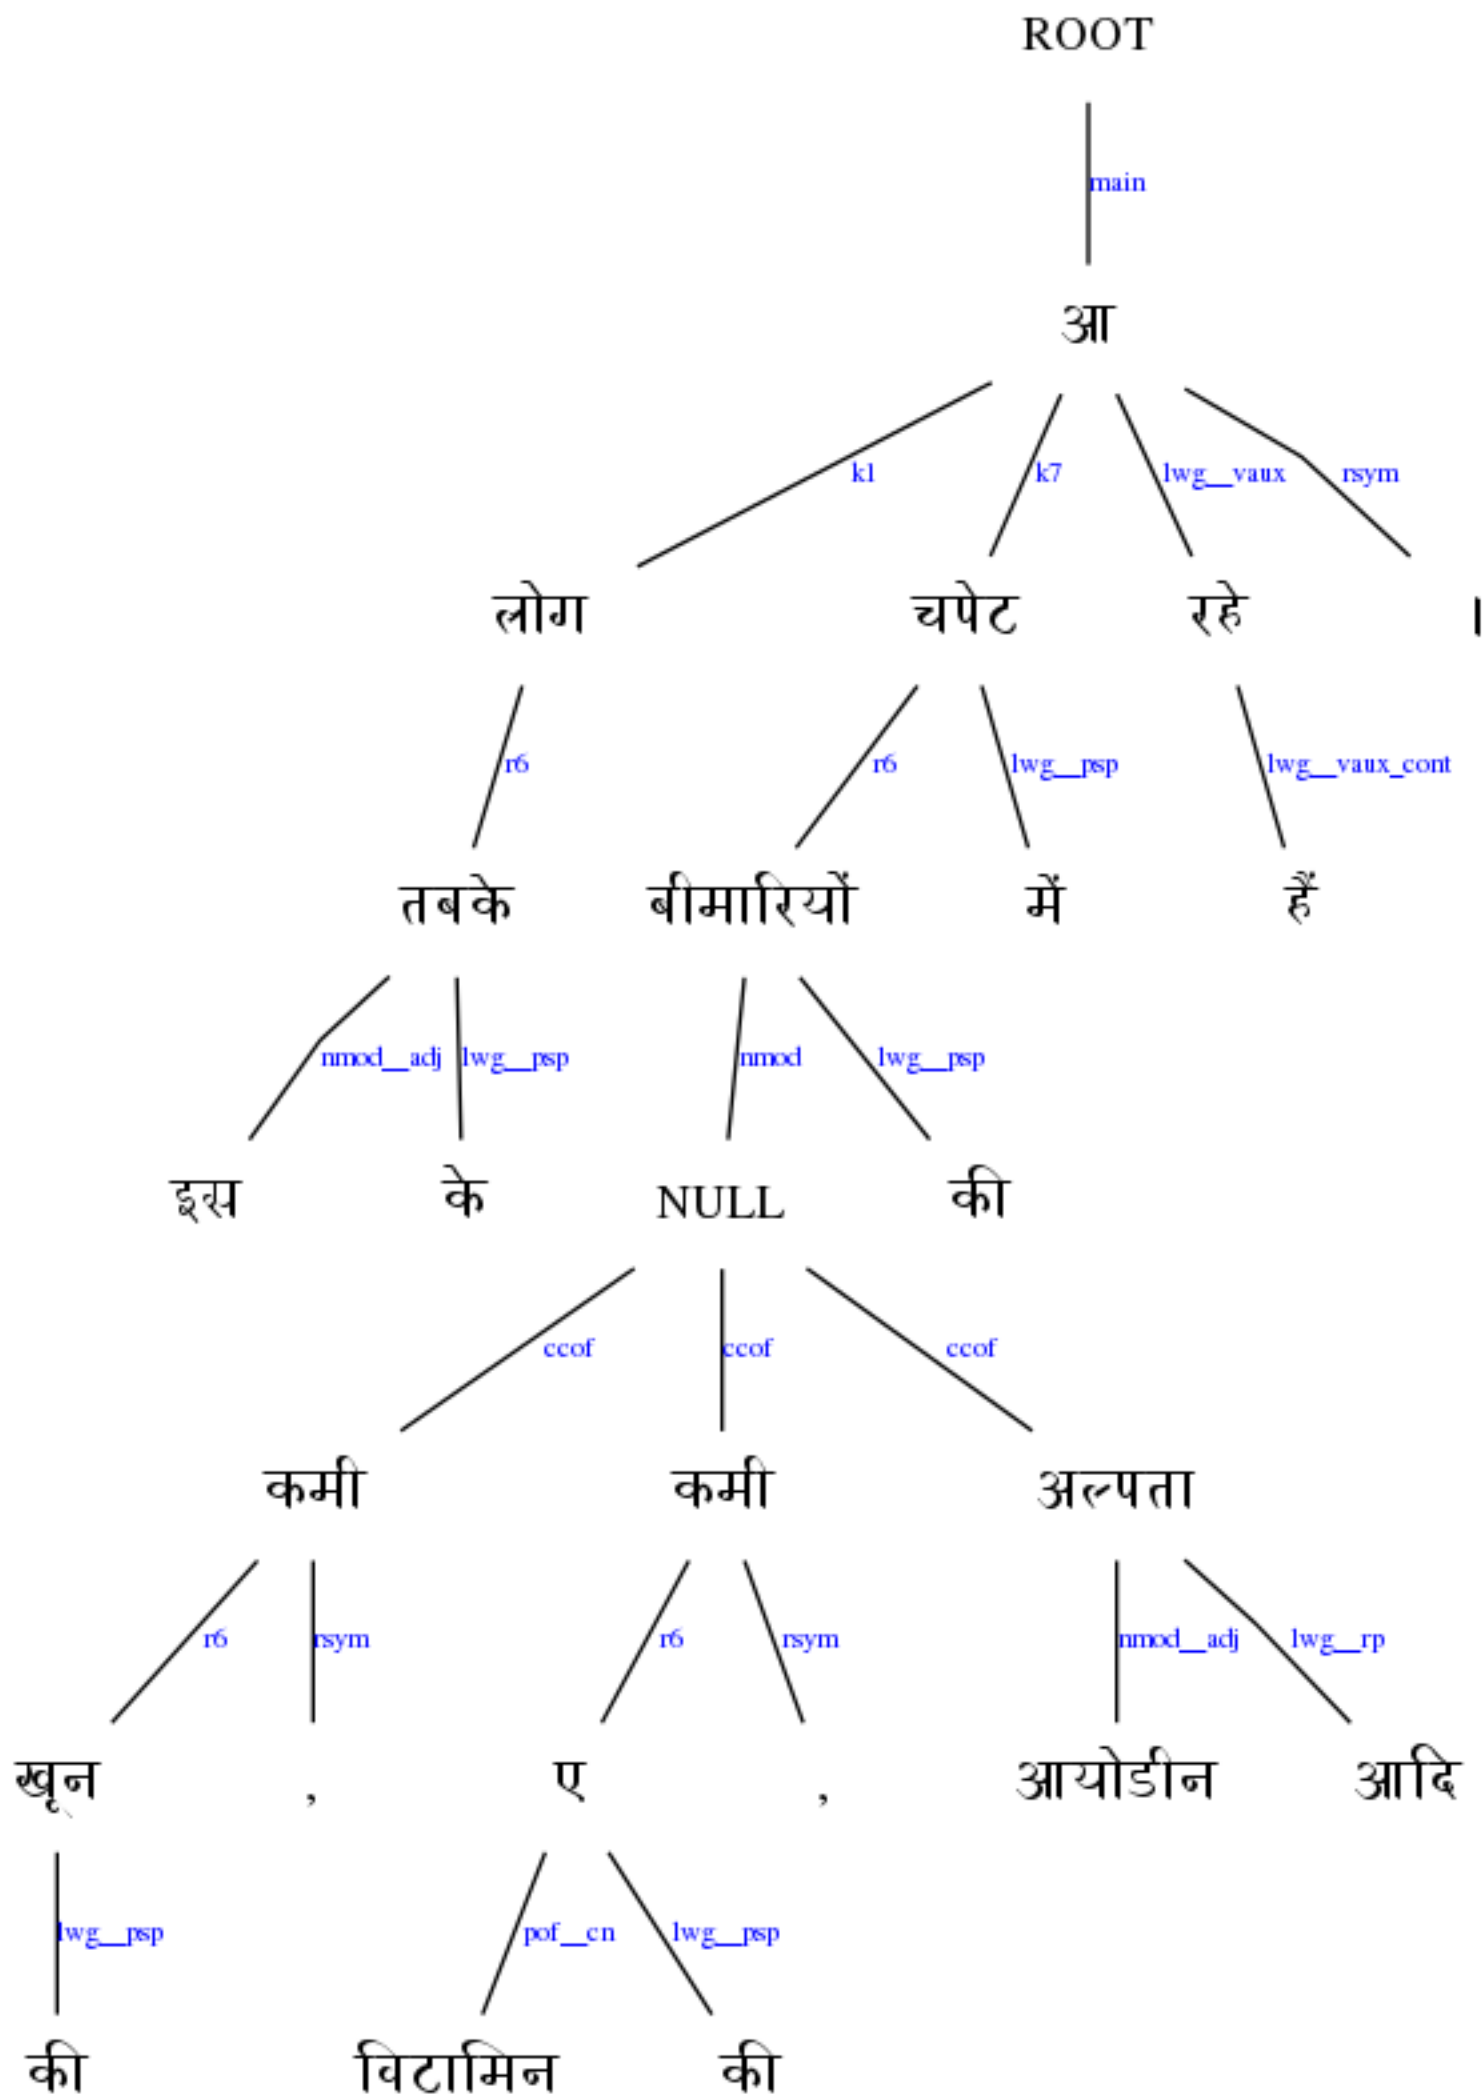 ROOT
main
आ
k1 k7 lwg__vaux rsym
लोग चपेट रहे ।
r6 r6 lwg__psp lwg__vaux_cont
तबके बीमारियों में हैं
nmod__adj lwg__psp nmod lwg__psp
इस के NULL की
ccof ccof ccof
कमी कमी अल्पता
r6 rsym r6 rsym nmod__adj lwg__rp
खून , ए , आयोडीन आदि
lwg__psp pof__cn lwg__psp
की विटामिन की